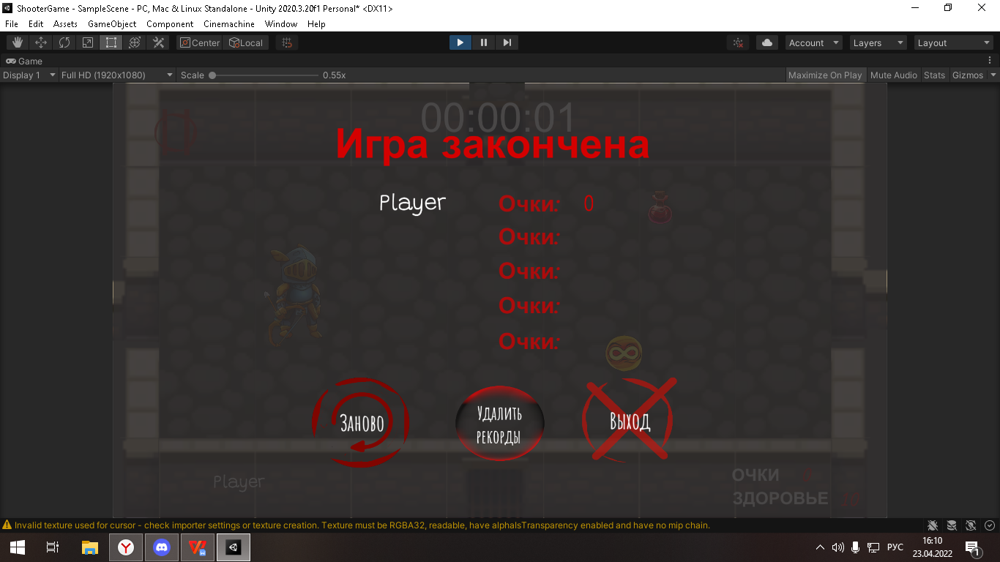 ShooterGame - SampleScene - PC, Mac & Linux Standalone - Unity 2020.3.20f1 Personal* <DX11>
File Edit Assets GameObject Component Cinemachine Window Help
Center Local Account Layers Layout
Game
Display 1 Full HD (1920x1080) Scale 0.55x Maximize On Play Mute Audio Stats Gizmos
00:00:01
Игра закончена
Player Очки: 0
Очки:
Очки:
Очки:
Очки:
Заново
Удалить
рекорды
Выход
Player
ОЧКИ
ЗДОРОВЬЕ
Invalid texture used for cursor - check importer settings or texture creation. Texture must be RGBA32, readable, have alphaIsTransparency enabled and have no mip chain.
РУС
16:10
23.04.2022
1